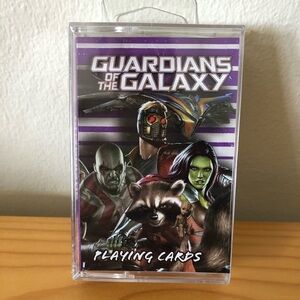 GUARDIANS
OF THE GALAXY
PLAYING CARDS